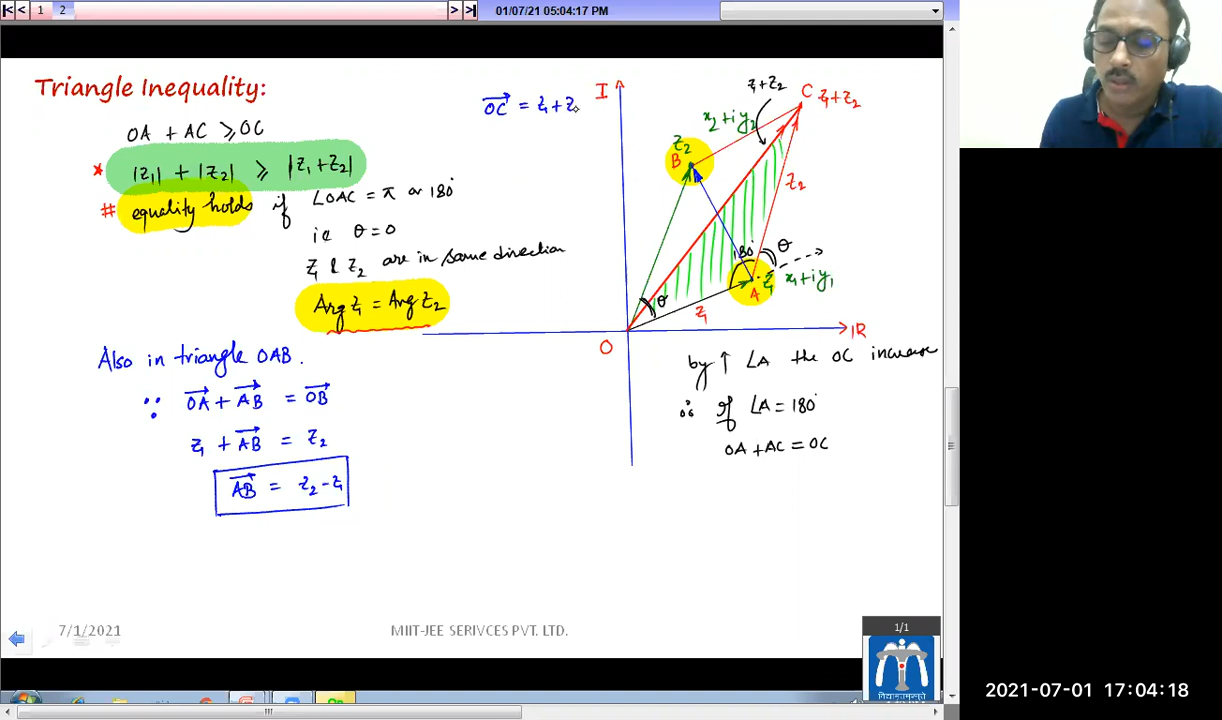 1 2
01/07/21 05:04:17 PM
Triangle Inequality:
OA + AC ≥ OC
* |z₁| + |z₂| ≥ |z₁+z₂|
# equality holds if ∠OAC = π or 180°
ie θ=0
z₁ & z₂ are in same direction
Arg z₁ = Arg z₂
Also in triangle OAB.
∵ OA→ + AB→ = OB→
z₁ + AB→ = z₂
AB→ = z₂-z₁
OC→ = z₁+z₂
I
z₁+z₂
C z₁+z₂
x₂+iy₂
z₂
B
z₂
180°
θ
θ
z₁ x₁+iy₁
A
z₁
O
IR
by ↑ ∠A the OC increase
∴ if ∠A = 180°
OA + AC = OC
7/1/2021
MIIT-JEE SERIVCES PVT. LTD.
1/1
2021-07-01 17:04:18